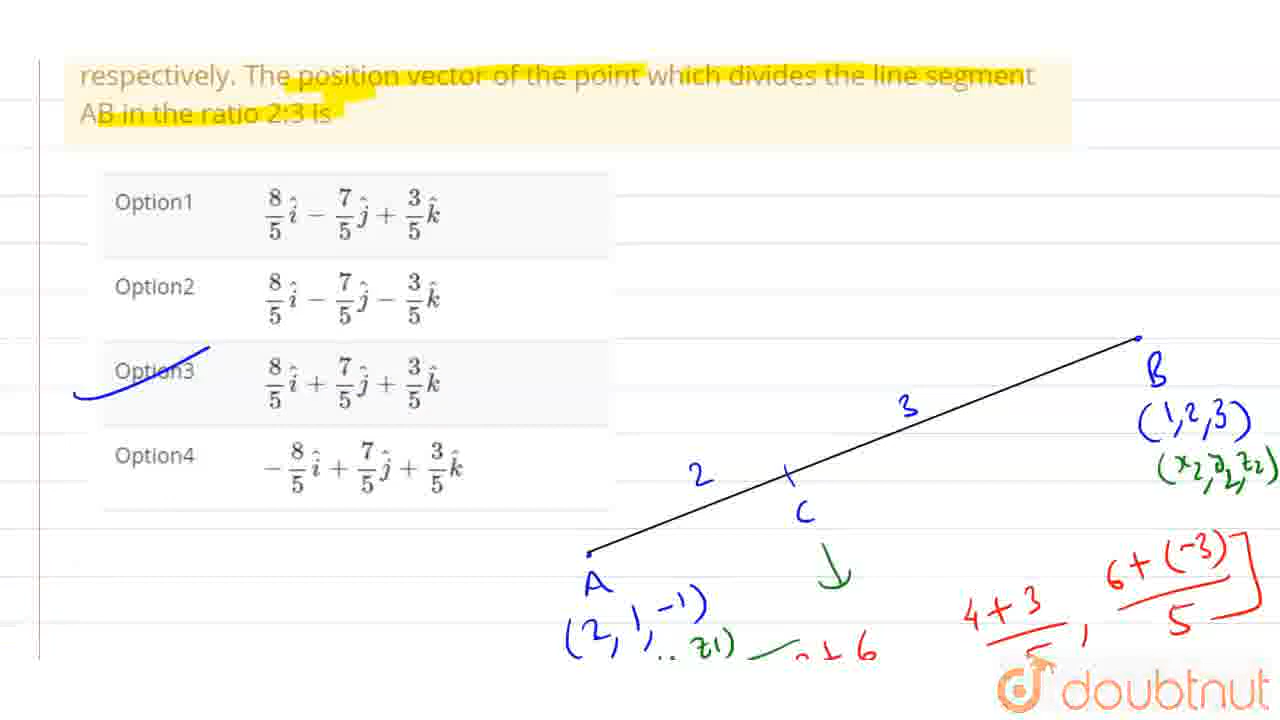 respectively. The position vector of the point which divides the line segment
AB in the ratio 2:3 is
Option1 8/5 î − 7/5 ĵ + 3/5 k̂
Option2 8/5 î − 7/5 ĵ − 3/5 k̂
Option3 8/5 î + 7/5 ĵ + 3/5 k̂
Option4 − 8/5 î + 7/5 ĵ + 3/5 k̂
B
(1,2,3)
(x2,y2,z2)
3
2
C
A
(2,1,-1)
z1)
+ 6
4+3/5, 6+(-3)/5]
doubtnut